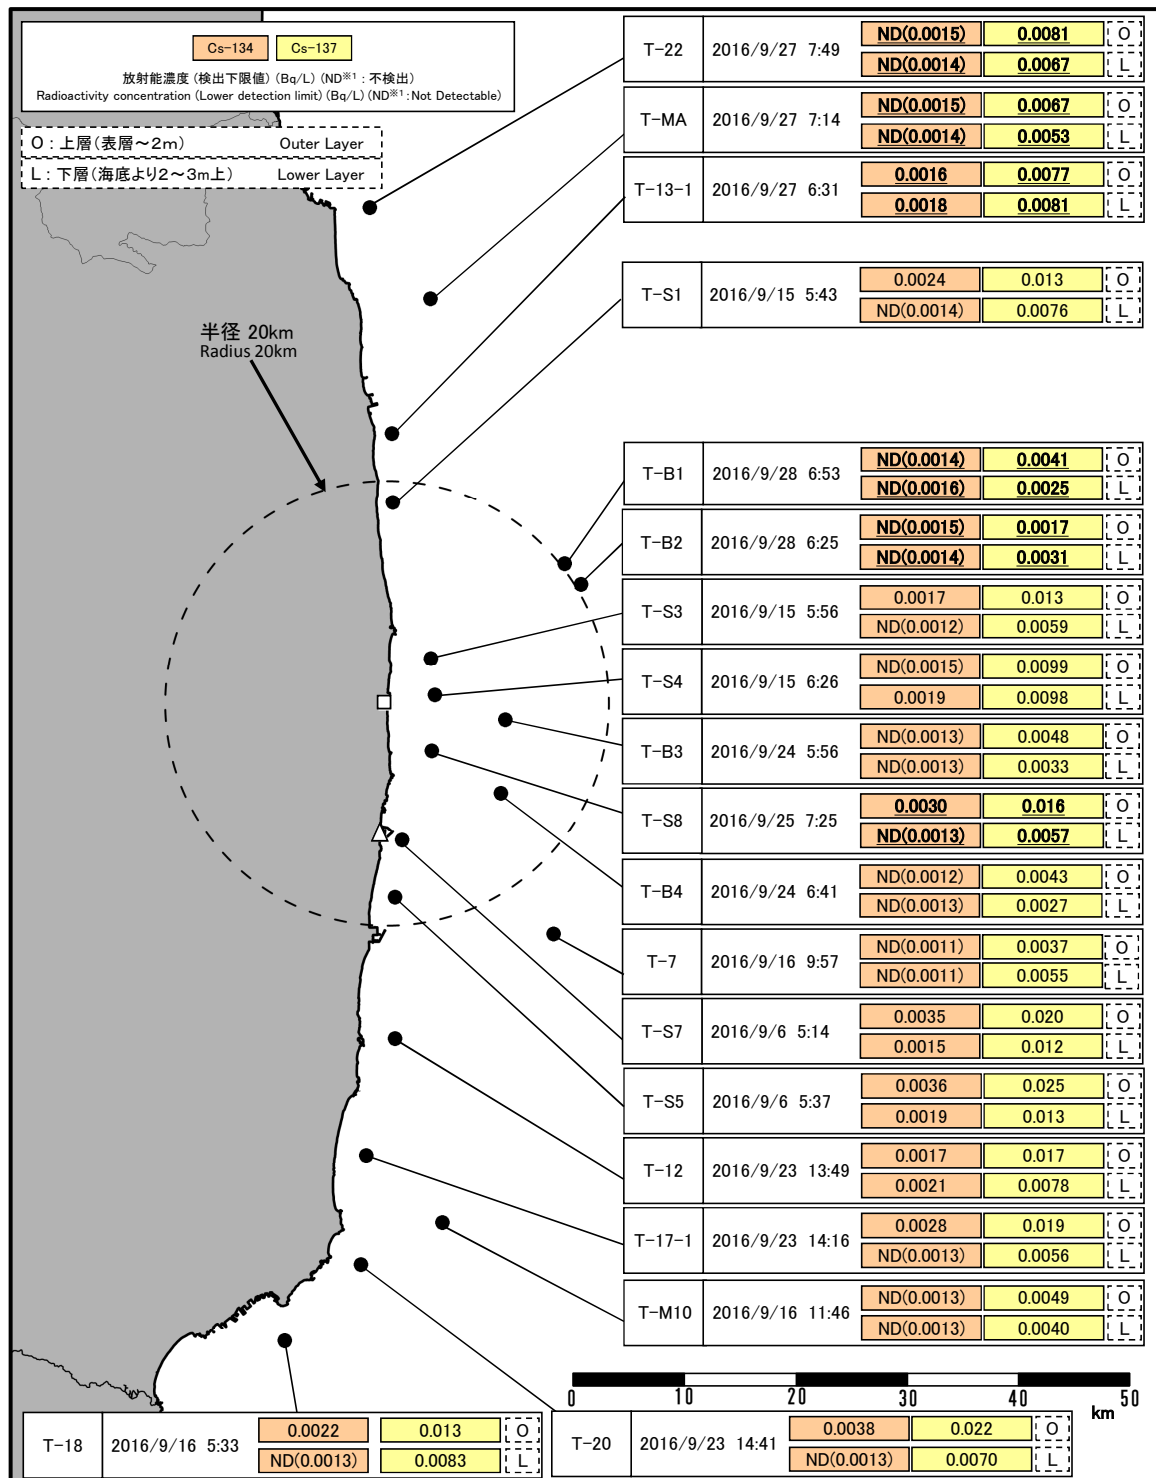 Cs-134 Cs-137
放射能濃度 (検出下限値) (Bq/L) (ND※1 : 不検出)
Radioactivity concentration (Lower detection limit) (Bq/L) (ND※1 :Not Detectable)
O : 上層(表層～2m) Outer Layer
L : 下層(海底より2～3m上) Lower Layer
半径 20km
Radius 20km
T-22 2016/9/27 7:49 ND(0.0015) 0.0081 O
ND(0.0014) 0.0067 L
T-MA 2016/9/27 7:14 ND(0.0015) 0.0067 O
ND(0.0014) 0.0053 L
T-13-1 2016/9/27 6:31 0.0016 0.0077 O
0.0018 0.0081 L
T-S1 2016/9/15 5:43 0.0024 0.013 O
ND(0.0014) 0.0076 L
T-B1 2016/9/28 6:53 ND(0.0014) 0.0041 O
ND(0.0016) 0.0025 L
T-B2 2016/9/28 6:25 ND(0.0015) 0.0017 O
ND(0.0014) 0.0031 L
T-S3 2016/9/15 5:56 0.0017 0.013 O
ND(0.0012) 0.0059 L
T-S4 2016/9/15 6:26 ND(0.0015) 0.0099 O
0.0019 0.0098 L
T-B3 2016/9/24 5:56 ND(0.0013) 0.0048 O
ND(0.0013) 0.0033 L
T-S8 2016/9/25 7:25 0.0030 0.016 O
ND(0.0013) 0.0057 L
T-B4 2016/9/24 6:41 ND(0.0012) 0.0043 O
ND(0.0013) 0.0027 L
T-7 2016/9/16 9:57 ND(0.0011) 0.0037 O
ND(0.0011) 0.0055 L
T-S7 2016/9/6 5:14 0.0035 0.020 O
0.0015 0.012 L
T-S5 2016/9/6 5:37 0.0036 0.025 O
0.0019 0.013 L
T-12 2016/9/23 13:49 0.0017 0.017 O
0.0021 0.0078 L
T-17-1 2016/9/23 14:16 0.0028 0.019 O
ND(0.0013) 0.0056 L
T-M10 2016/9/16 11:46 ND(0.0013) 0.0049 O
ND(0.0013) 0.0040 L
0 10 20 30 40 50
km
T-18 2016/9/16 5:33 0.0022 0.013 O
ND(0.0013) 0.0083 L
T-20 2016/9/23 14:41 0.0038 0.022 O
ND(0.0013) 0.0070 L